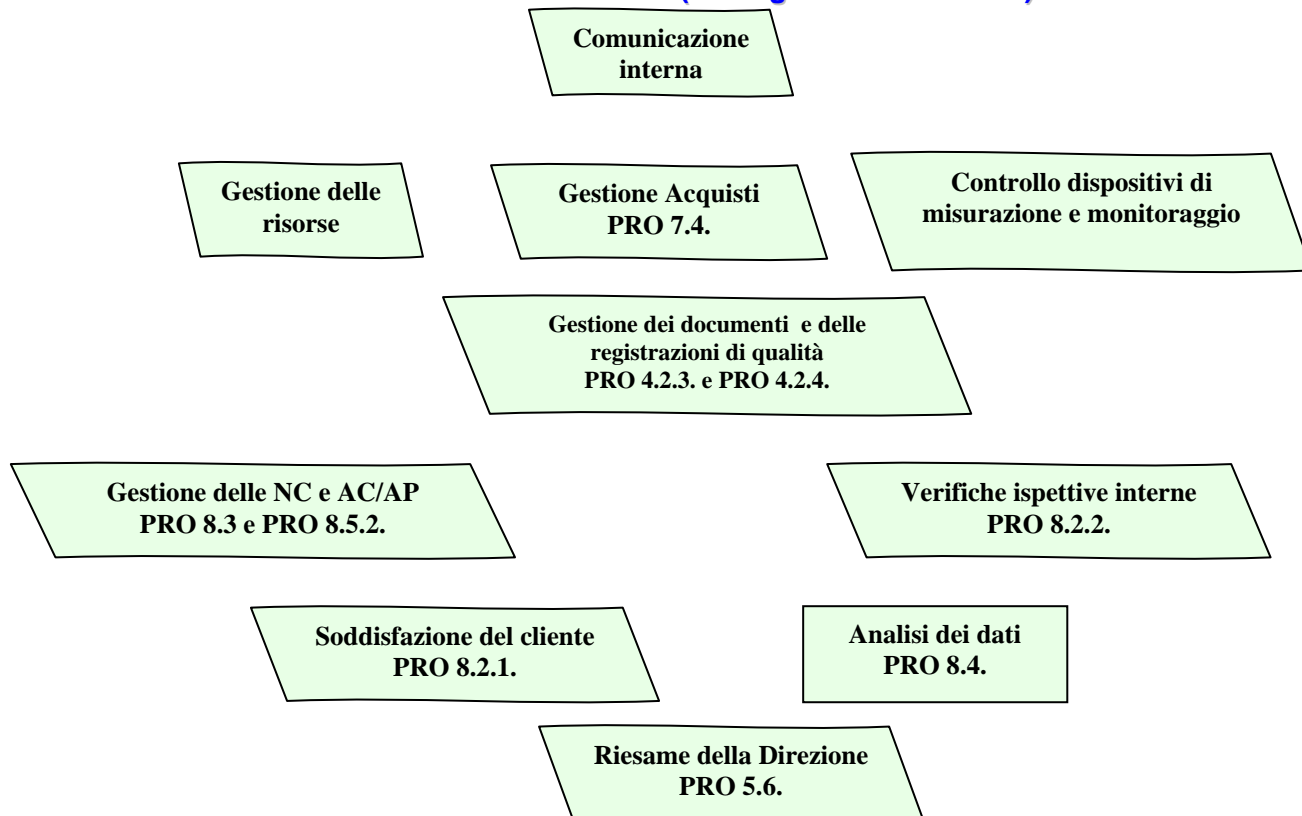 Comunicazione
interna
Gestione delle
risorse
Gestione Acquisti
PRO 7.4.
Controllo dispositivi di
misurazione e monitoraggio
Gestione dei documenti e delle
registrazioni di qualità
PRO 4.2.3. e PRO 4.2.4.
Gestione delle NC e AC/AP
PRO 8.3 e PRO 8.5.2.
Verifiche ispettive interne
PRO 8.2.2.
Soddisfazione del cliente
PRO 8.2.1.
Analisi dei dati
PRO 8.4.
Riesame della Direzione
PRO 5.6.